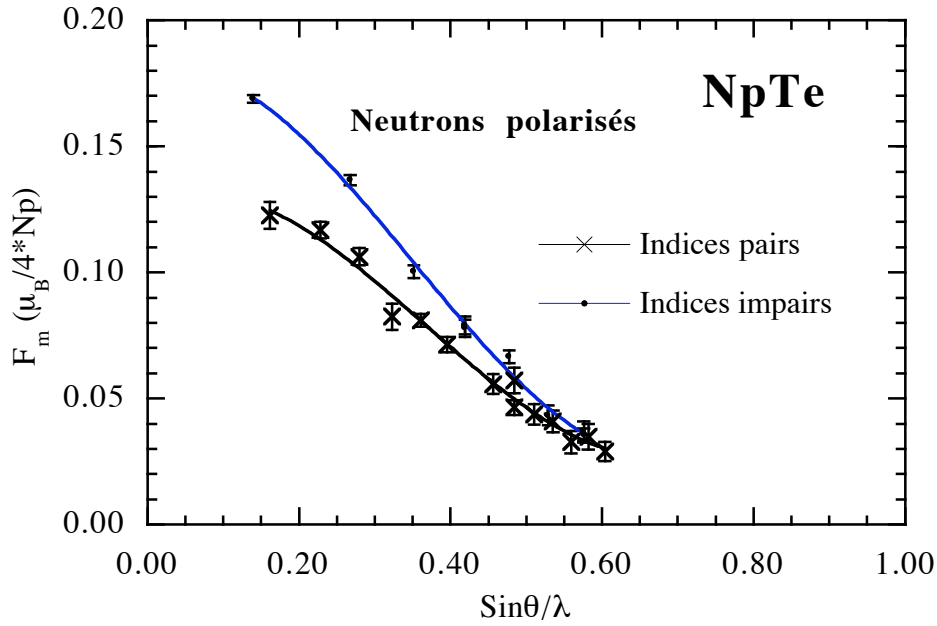 0.20
NpTe
Neutrons polarisés
0.15
F_m (μ_B/4*Np)
Indices pairs
0.10
Indices impairs
0.05
0.00
0.00 0.20 0.40 0.60 0.80 1.00
Sinθ/λ